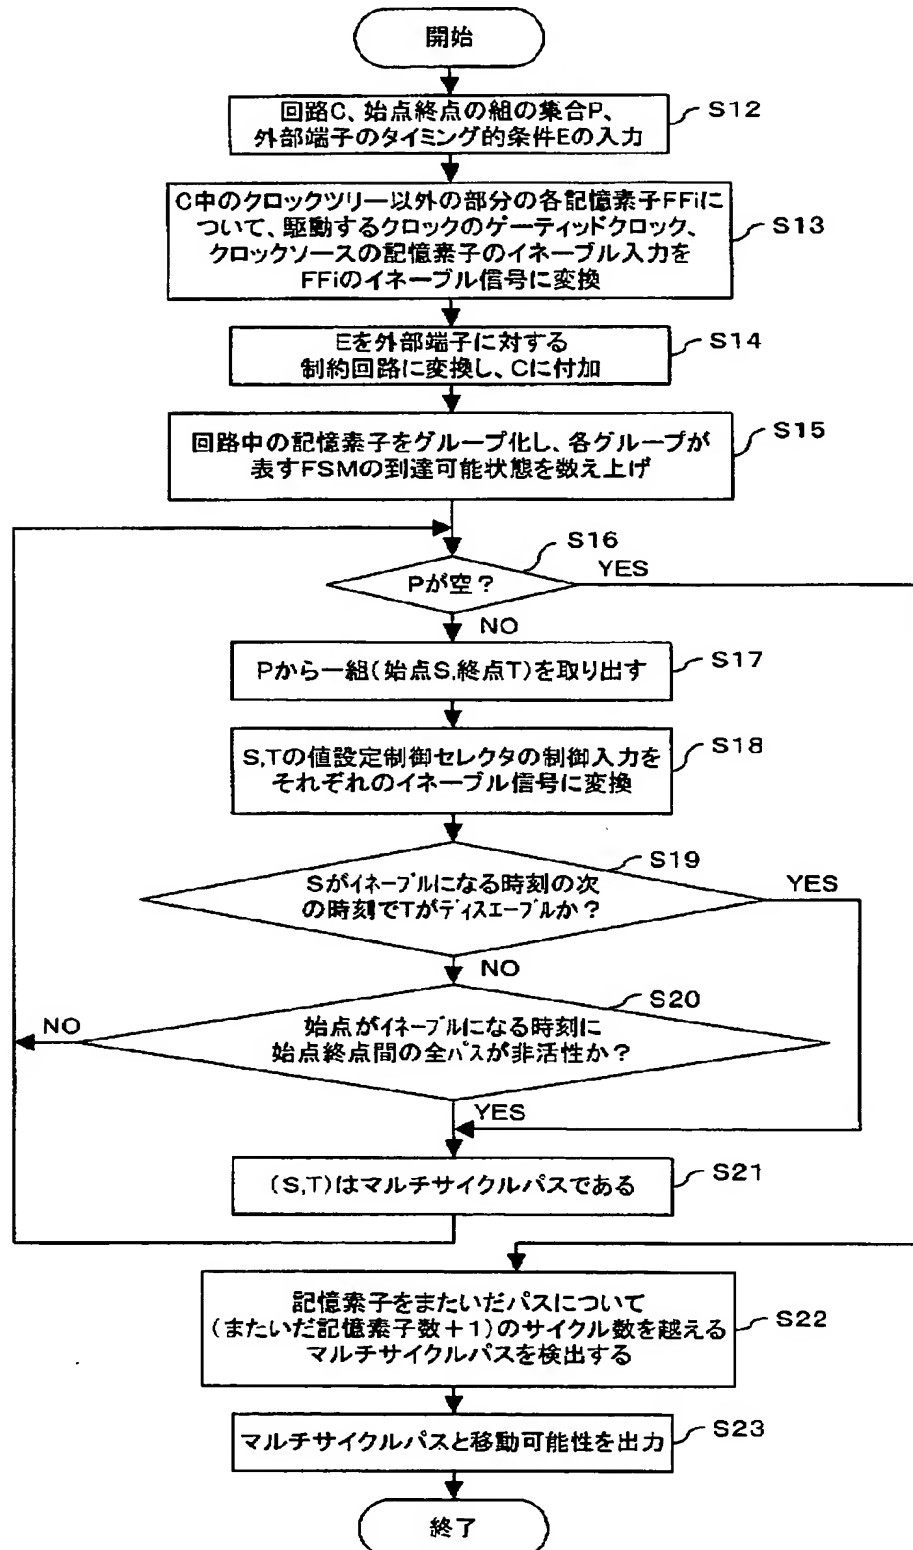 開始
回路C、始点終点の組の集合P、
外部端子のタイミング的条件Eの入力
S12
C中のクロックツリー以外の部分の各記憶素子FFiに
ついて、駆動するクロックのゲーティッドクロック、
クロックソースの記憶素子のイネーブル入力を
FFiのイネーブル信号に変換
S13
Eを外部端子に対する
制約回路に変換し、Cに付加
S14
回路中の記憶素子をグループ化し、各グループが
表すFSMの到達可能状態を数え上げ
S15
S16
Pが空?
YES
NO
Pから一組(始点S,終点T)を取り出す
S17
S,Tの値設定制御セレクタの制御入力を
それぞれのイネーブル信号に変換
S18
S19
Sがイネーブルになる時刻の次
の時刻でTがディスエーブルか?
YES
NO
S20
始点がイネーブルになる時刻に
始点終点間の全パスが非活性か?
NO
YES
(S,T)はマルチサイクルパスである
S21
記憶素子をまたいだパスについて
(またいだ記憶素子数+1)のサイクル数を越える
マルチサイクルパスを検出する
S22
マルチサイクルパスと移動可能性を出力
S23
終了